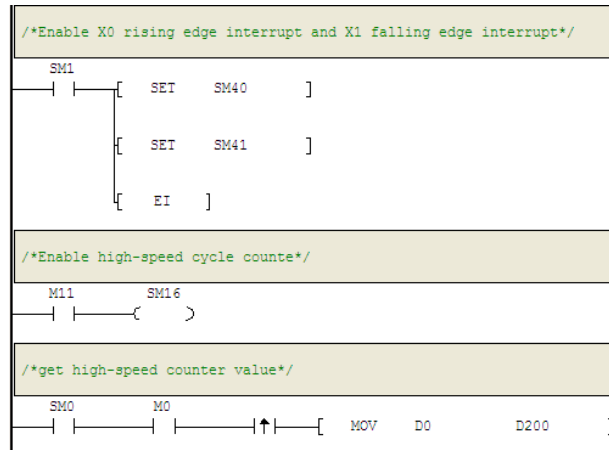 /*Enable X0 rising edge interrupt and X1 falling edge interrupt*/
SM1
SET SM40
SET SM41
EI
/*Enable high-speed cycle counte*/
M11 SM16
/*get high-speed counter value*/
SM0 M0
MOV D0 D200